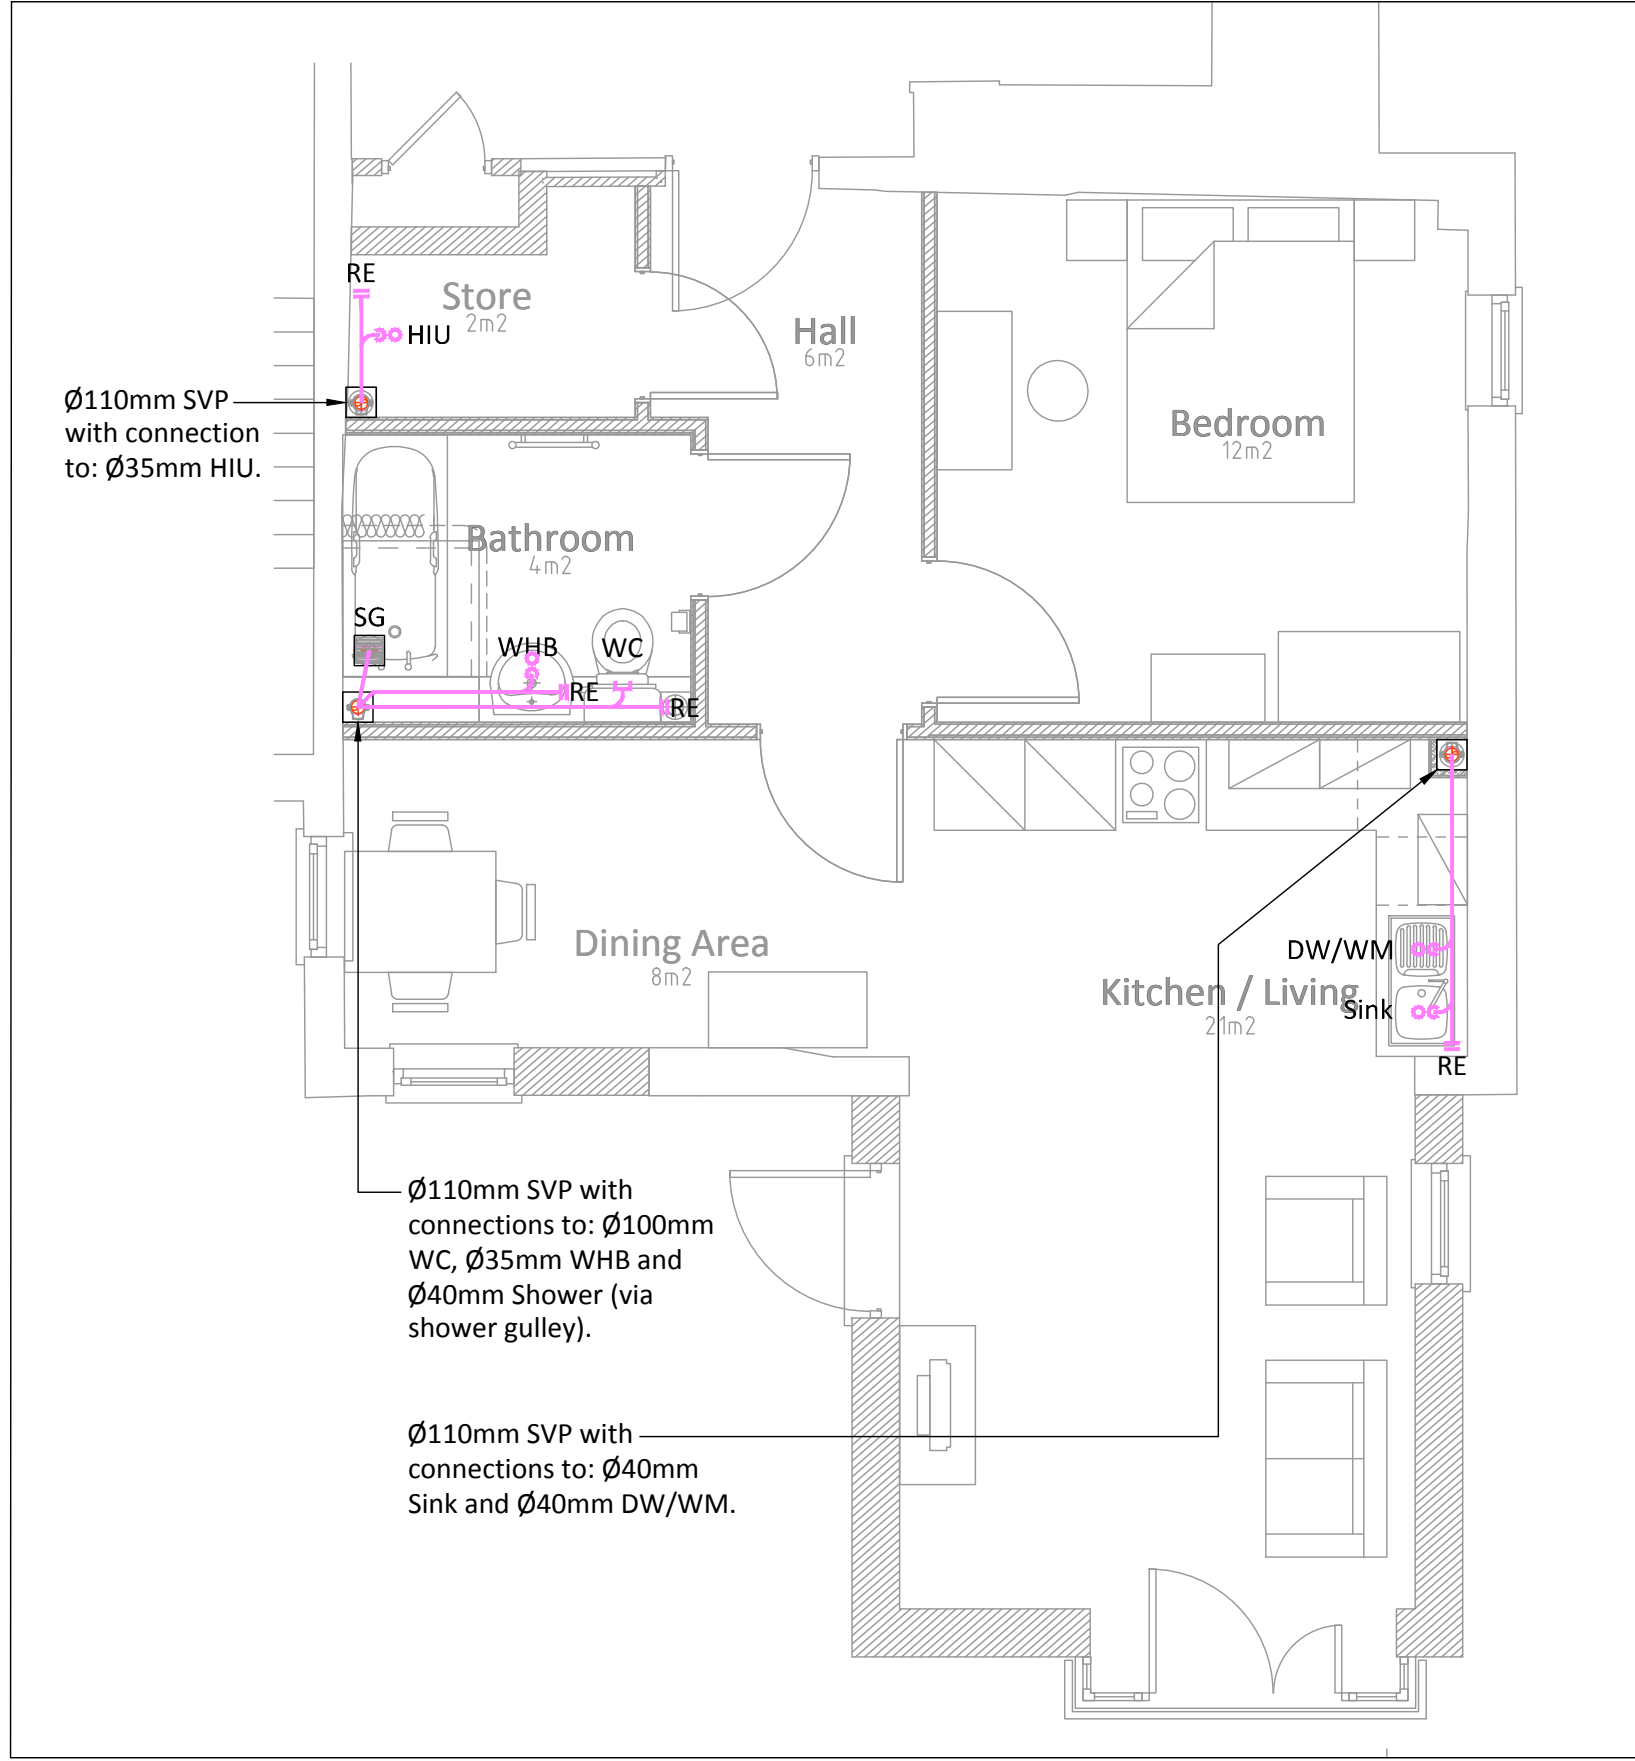 RE
Store
2m2
HIU
Hall
6m2
Ø110mm SVP
with connection
to: Ø35mm HIU.
Bedroom
12m2
Bathroom
4m2
SG
WHB
WC
RE
RE
Dining Area
8m2
DW/WM
Kitchen / Living
21m2
Sink
RE
Ø110mm SVP with
connections to: Ø100mm
WC, Ø35mm WHB and
Ø40mm Shower (via
shower gulley).
Ø110mm SVP with
connections to: Ø40mm
Sink and Ø40mm DW/WM.